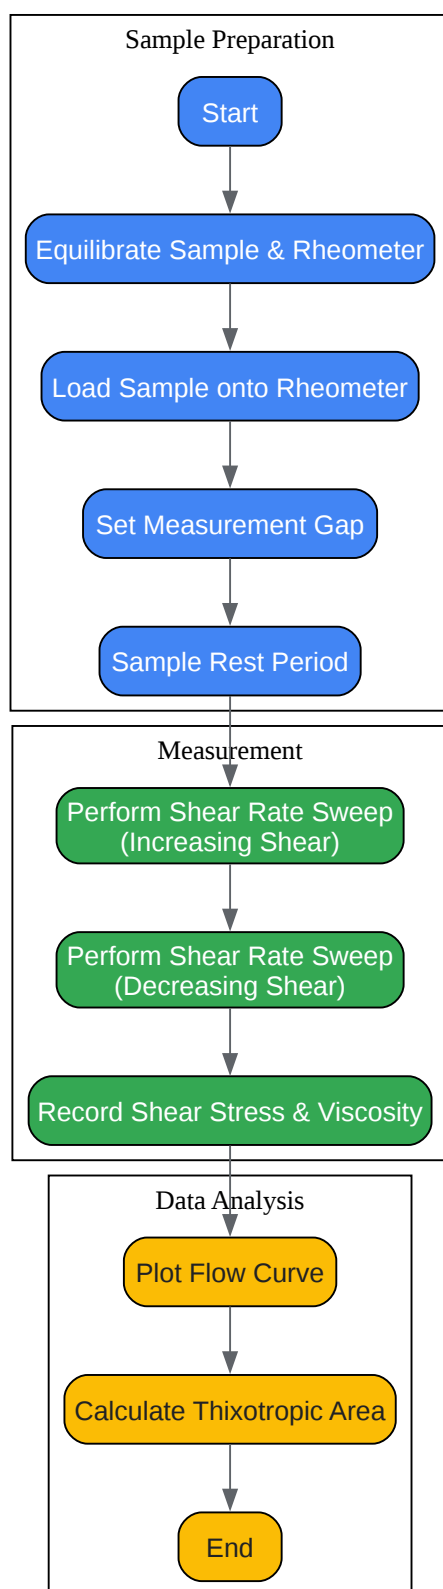 Sample Preparation
Start
Equilibrate Sample & Rheometer
Load Sample onto Rheometer
Set Measurement Gap
Sample Rest Period
Measurement
Perform Shear Rate Sweep
(Increasing Shear)
Perform Shear Rate Sweep
(Decreasing Shear)
Record Shear Stress & Viscosity
Data Analysis
Plot Flow Curve
Calculate Thixotropic Area
End